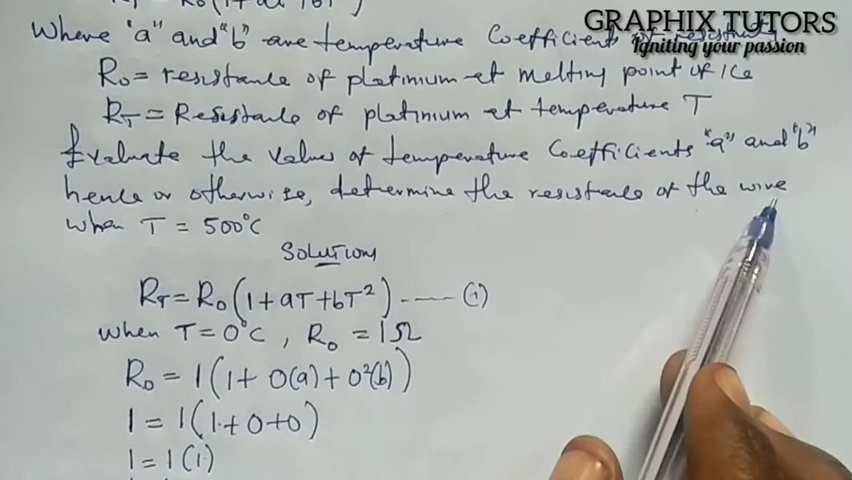 GRAPHIX TUTORS
Igniting your passion
Where "a" and "b" are temperature Coefficients of
R₀ = resistance of platinium at melting point of Ice
R_T = Resistance of platinium at temperature T
Evaluate the values of temperature Coefficients "a" and "b"
hence or otherwise, determine the resistance of the wire
when T = 500°C
Solution
R_T = R₀(1 + aT + bT²) ------ (i)
when T = 0°C, R₀ = 1Ω
R₀ = 1(1 + 0(a) + 0²(b))
1 = 1(1 + 0 + 0)
1 = 1(1)